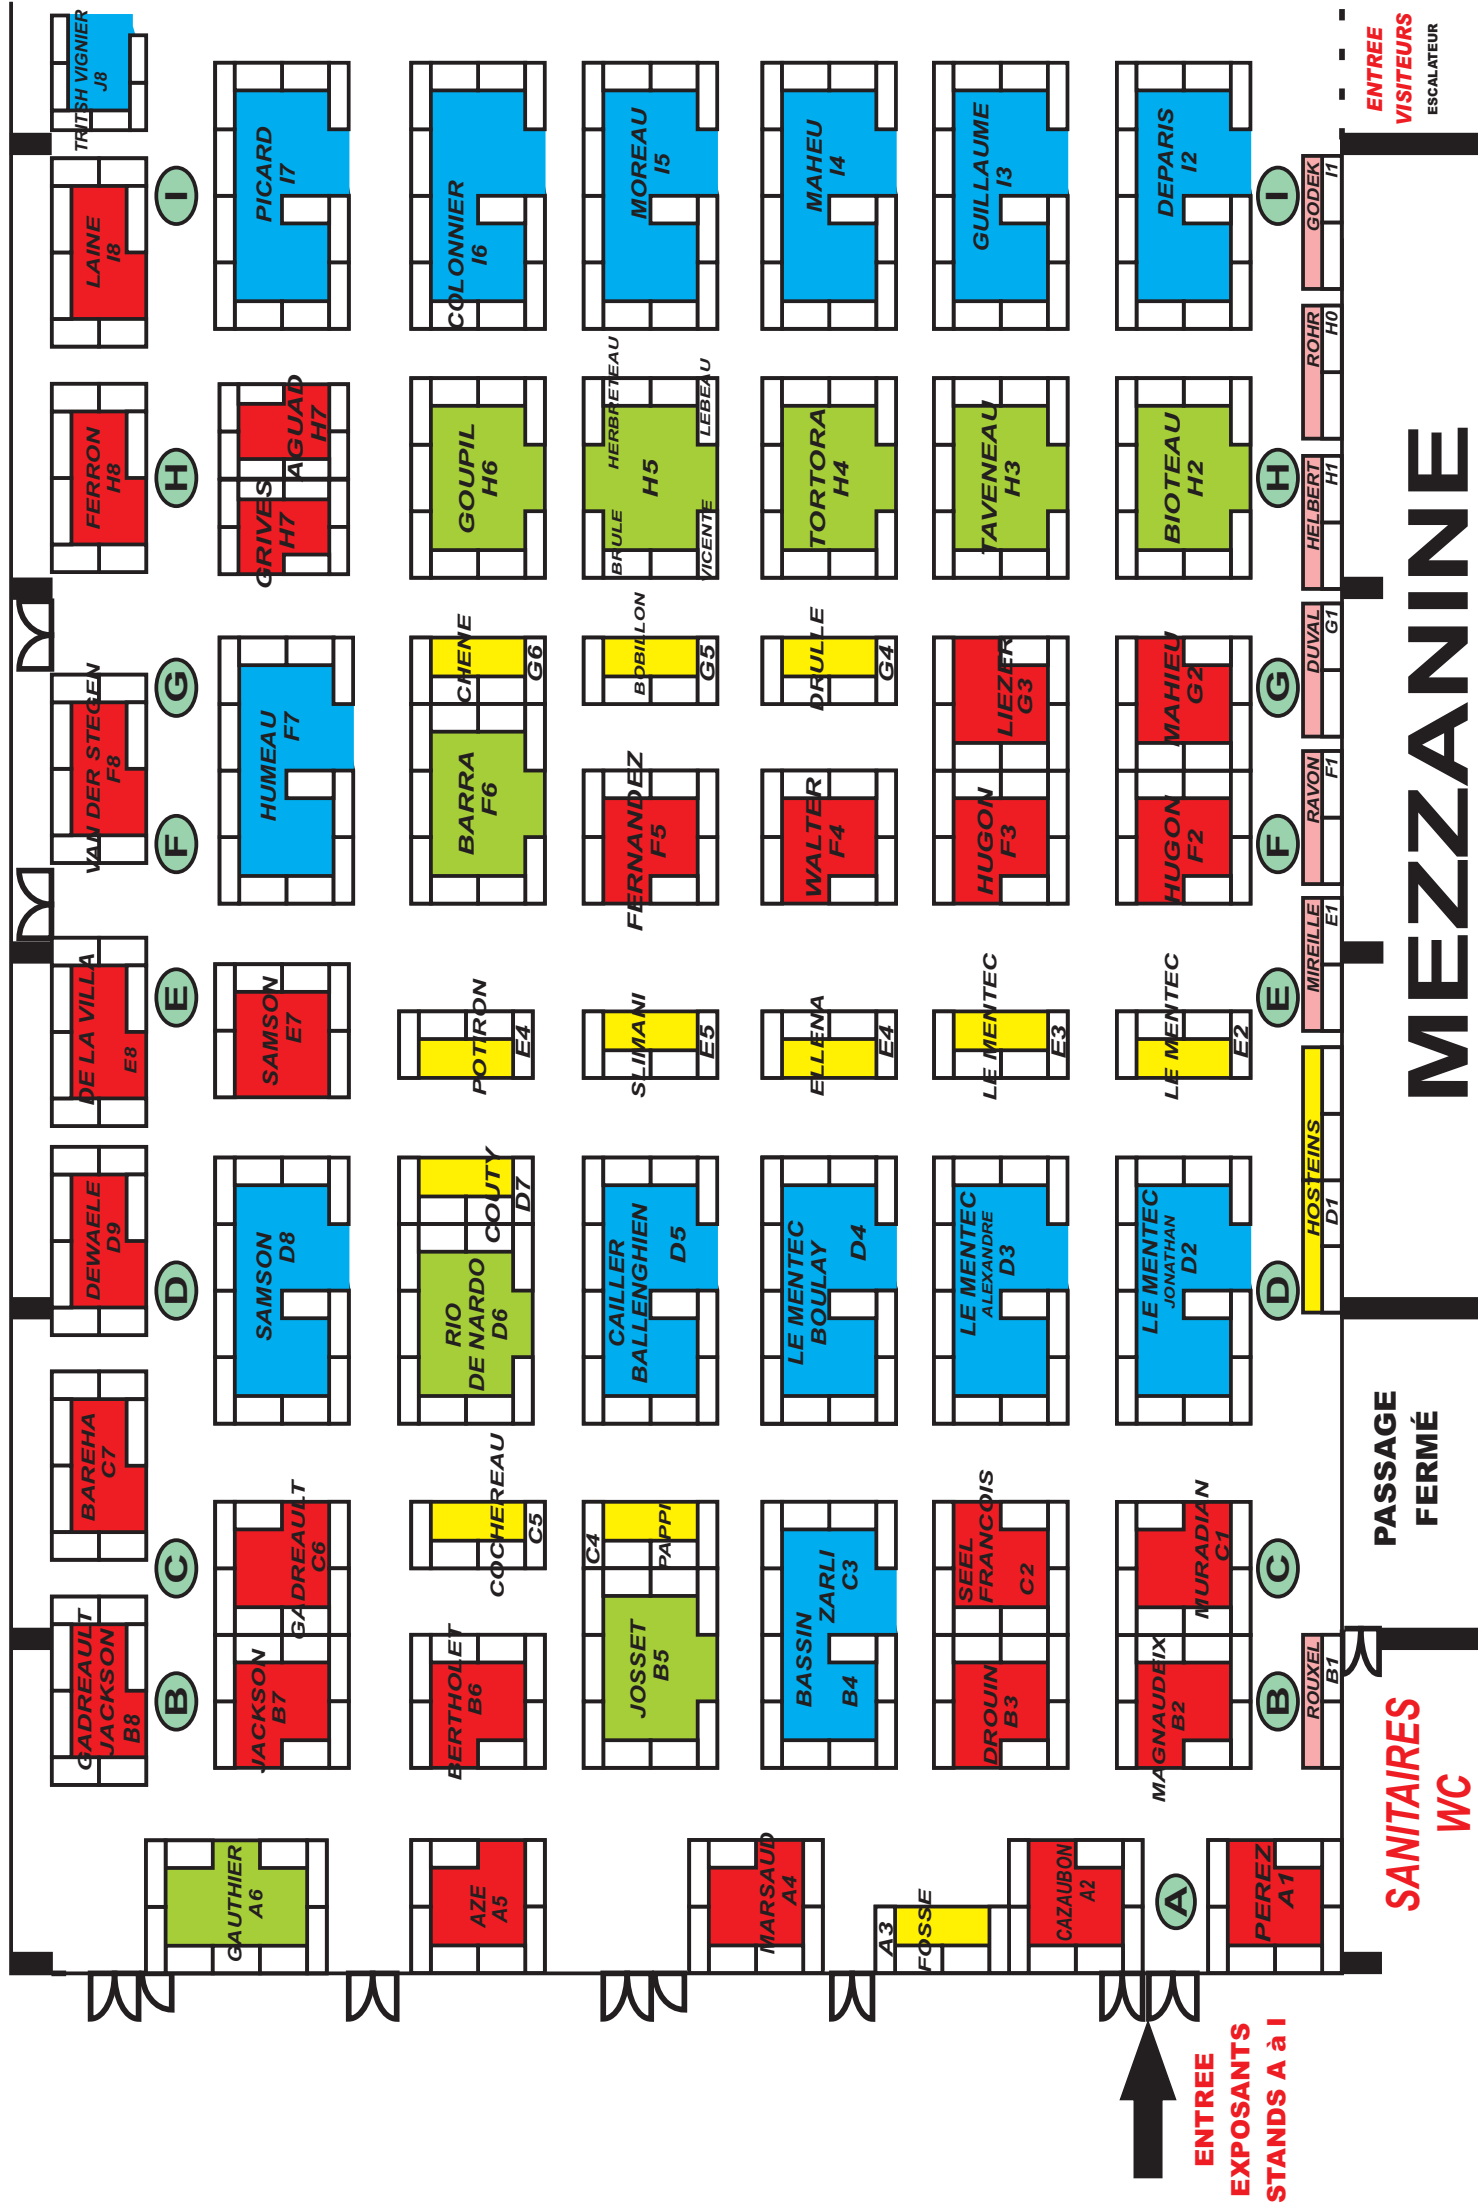 TRITSH VIGNIER
J8
LAINE
I8
FERRON
H8
VAN DER STEGEN
F8
DE LA VILLA
E8
DEWAELE
D9
BAREHA
C7
GADREAULT
JACKSON
B8
I
H
G
F
E
D
C
B
PICARD
I7
AGUAD
H7
GRIVES
H7
HUMEAU
F7
SAMSON
E7
SAMSON
D8
GADREAULT
C6
JACKSON
B7
GAUTHIER
A6
COLONNIER
I6
GOUPIL
H6
CHENE
G6
BARRA
F6
POTIRON
E4
COUTY
D7
RIO
DE NARDO
D6
COCHEREAU
C5
BERTHOLET
B6
AZE
A5
MOREAU
I5
HERBRETEAU
BRULE
H5
LEBEAU
VICENTE
BOBILLON
G5
FERNANDEZ
F5
SLIMANI
E5
CAILLER
BALLENGHIEN
D5
C4
PAPPI
JOSSET
B5
MARSAUD
A4
MAHEU
I4
TORTORA
H4
DRULLE
G4
WALTER
F4
ELLENA
E4
LE MENTEC
BOULAY
D4
BASSIN
ZARLI
C3
B4
A3
FOSSE
GUILLAUME
I3
TAVENEAU
H3
LIEZER
G3
HUGON
F3
LE MENTEC
E3
LE MENTEC
ALEXANDRE
D3
SEEL
FRANCOIS
C2
DROUIN
B3
CAZAUBON
A2
DEPARIS
I2
BIOTEAU
H2
MAHIEU
G2
HUGON
F2
LE MENTEC
E2
LE MENTEC
JONATHAN
D2
MURADIAN
C1
MAGNAUDEIX
B2
A
PEREZ
A1
I
H
G
F
E
D
C
B
GODEK
I1
ROHR
H0
HELBERT
H1
DUVAL
G1
RAVON
F1
MIREILLE
E1
HOSTEINS
D1
ROUXEL
B1
ENTREE
VISITEURS
ESCALATEUR
MEZZANINE
PASSAGE
FERMÉ
SANITAIRES
WC
ENTREE
EXPOSANTS
STANDS A à I